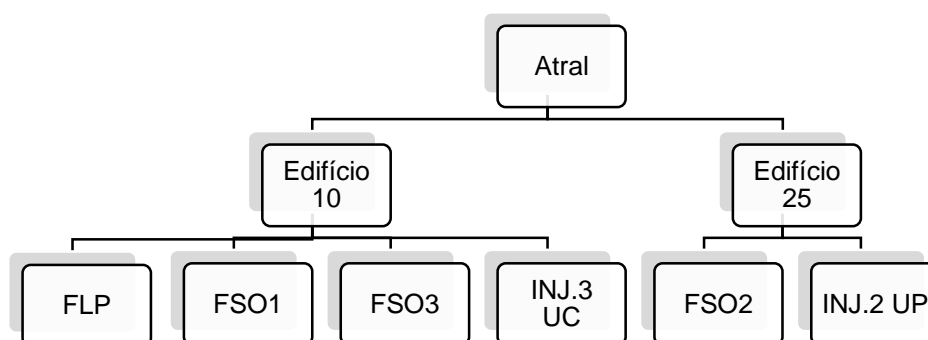 Atral
Edifício
10
Edifício
25
FLP
FSO1
FSO3
INJ.3
UC
FSO2
INJ.2 UP